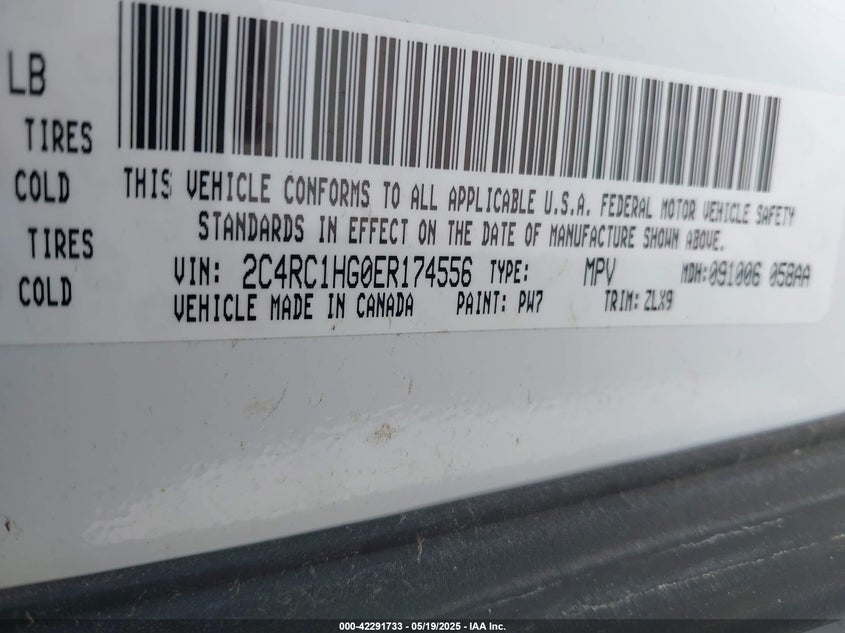 LB
TIRES
COLD
TIRES
COLD
THIS VEHICLE CONFORMS TO ALL APPLICABLE U.S.A. FEDERAL MOTOR VEHICLE SAFETY
STANDARDS IN EFFECT ON THE DATE OF MANUFACTURE SHOWN ABOVE.
VIN: 2C4RC1HG0ER174556 TYPE: MPV MDH: 091006 058AA
VEHICLE MADE IN CANADA PAINT: PW7 TRIM: ZLX9
000-42291733 — 05/19/2025 — IAA Inc.